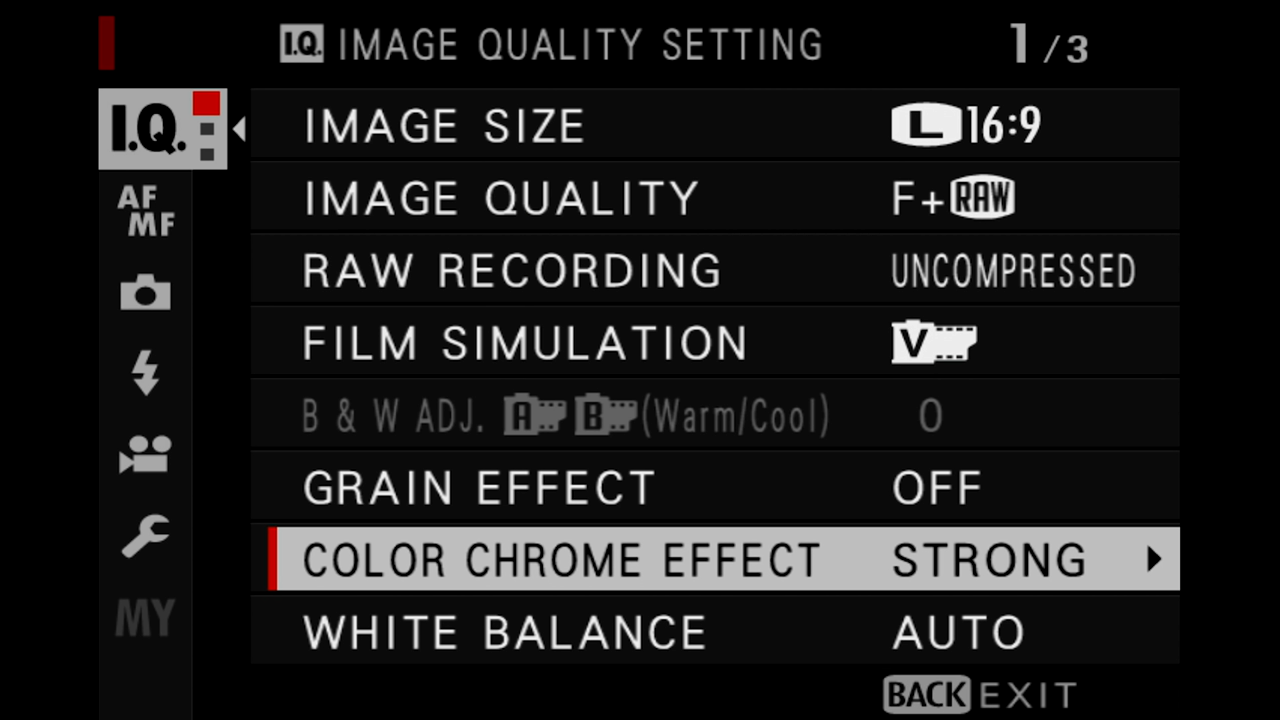 I.Q. IMAGE QUALITY SETTING 1/3
I.Q.
IMAGE SIZE L 16:9
AF
MF
IMAGE QUALITY F+RAW
RAW RECORDING UNCOMPRESSED
FILM SIMULATION V
B & W ADJ. A B (Warm/Cool) 0
GRAIN EFFECT OFF
COLOR CHROME EFFECT STRONG
MY
WHITE BALANCE AUTO
BACK EXIT